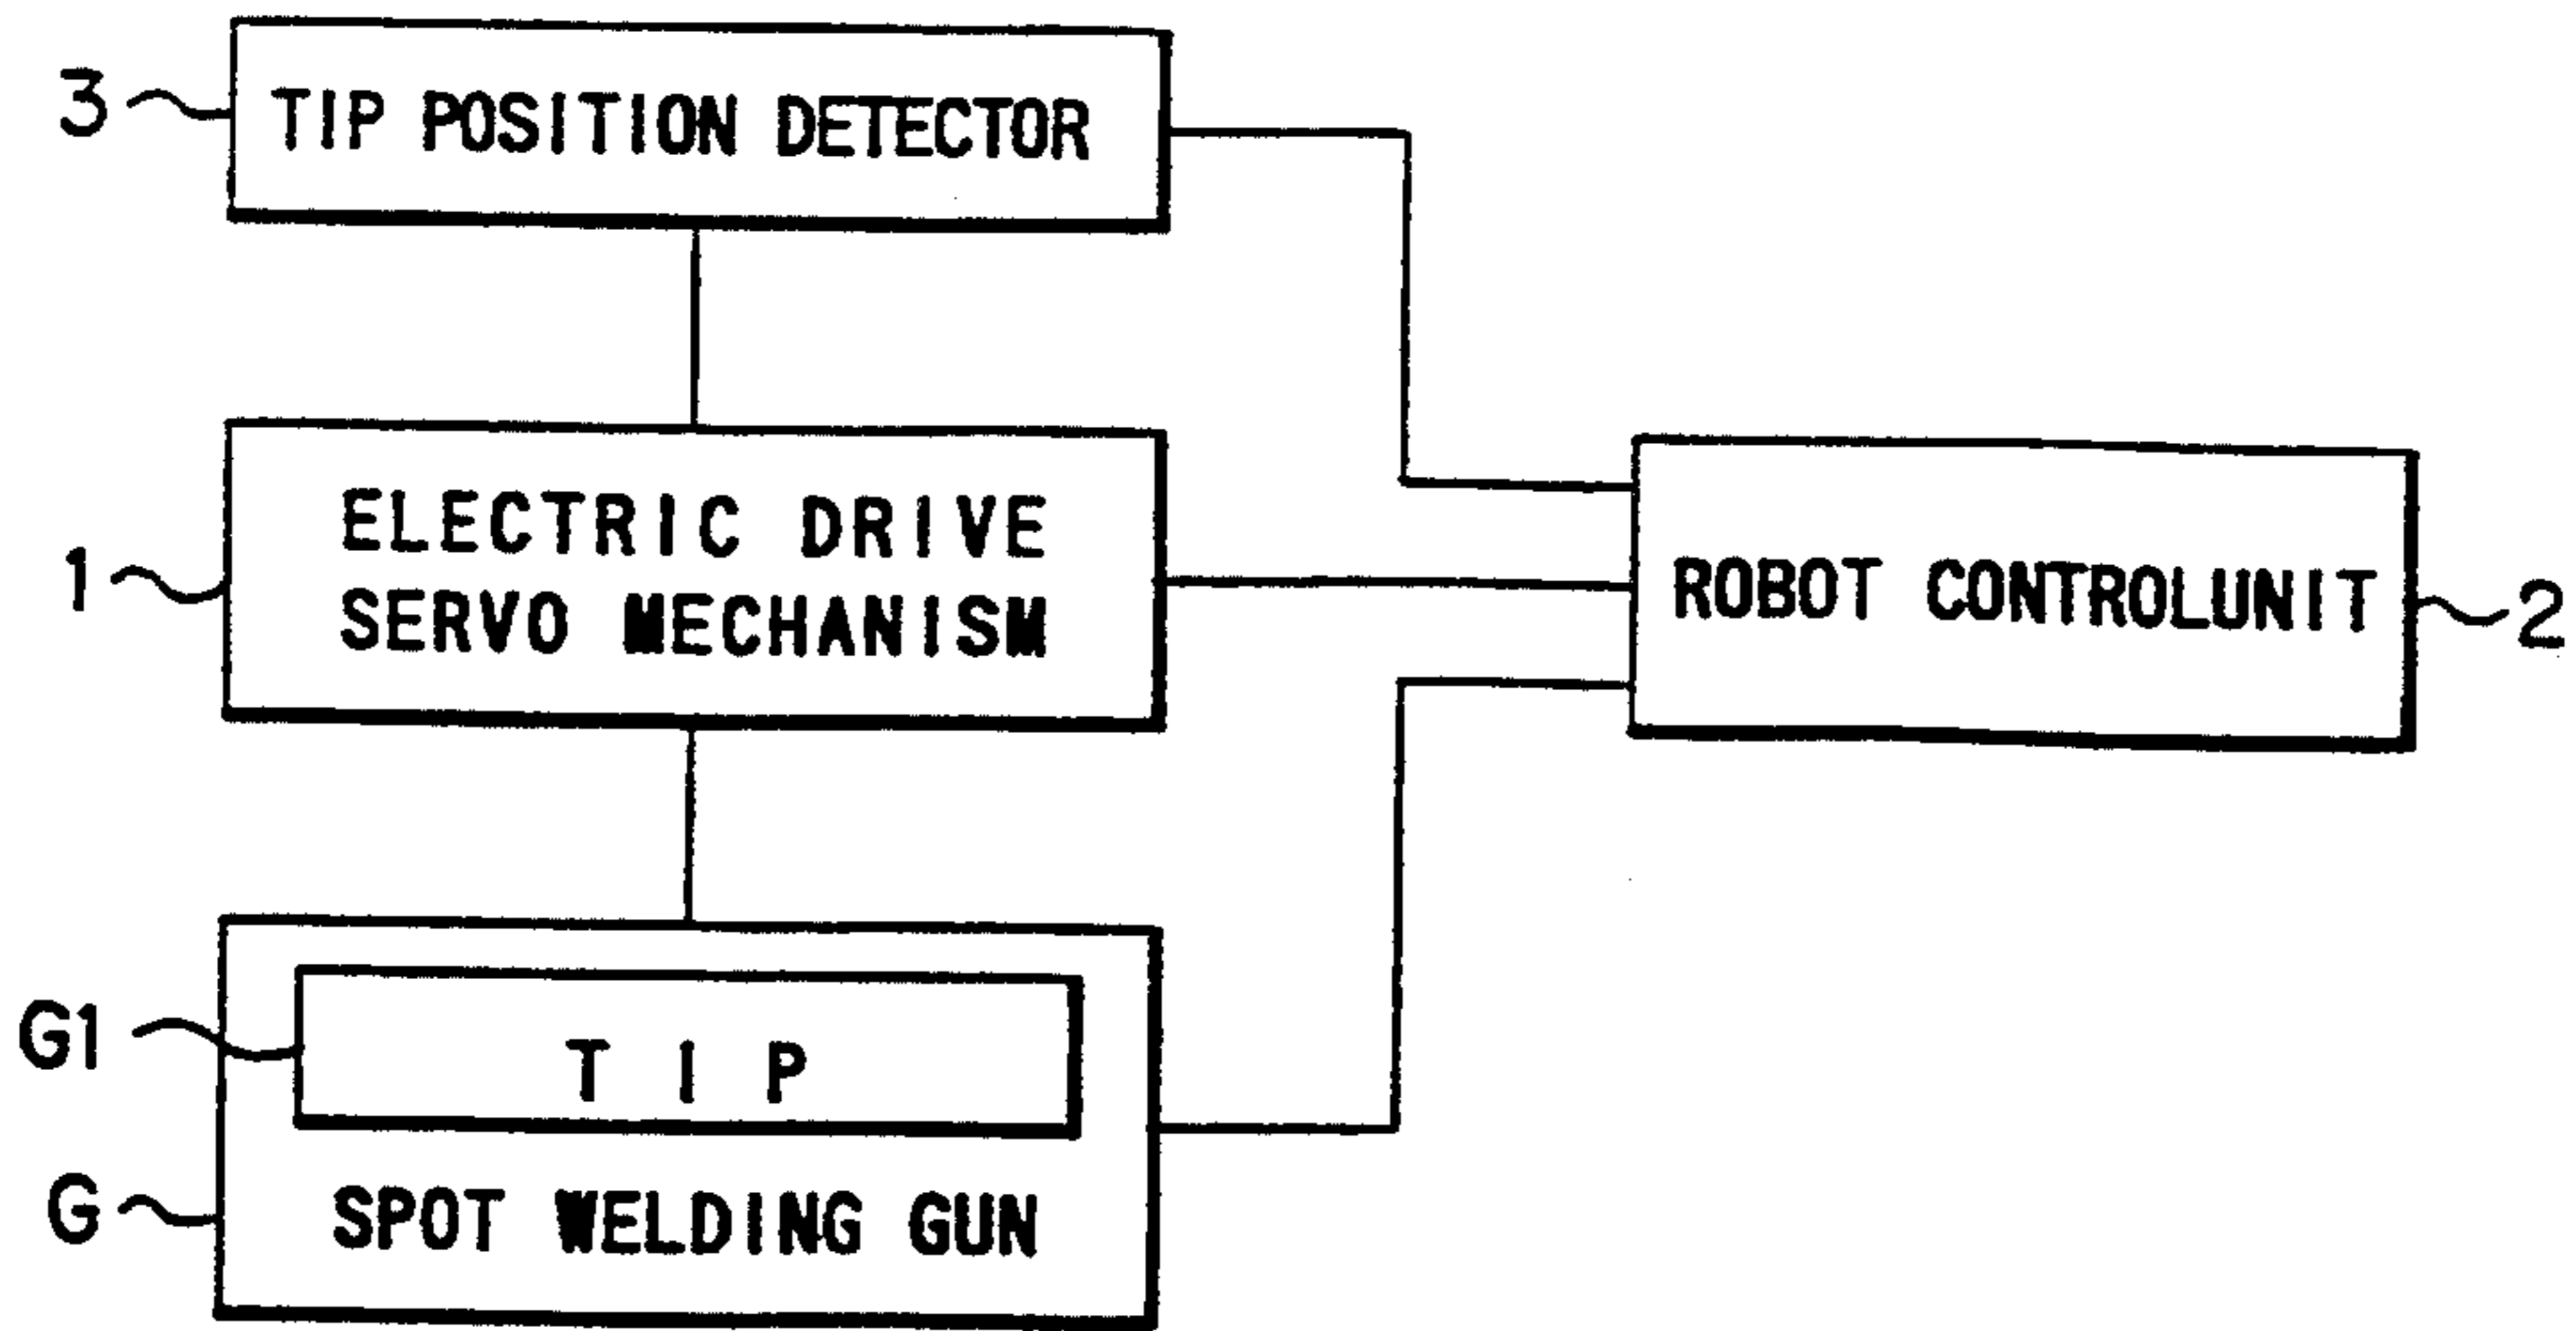 3
TIP POSITION DETECTOR
1
ELECTRIC DRIVE
SERVO MECHANISM
ROBOT CONTROLUNIT
2
G1
TIP
G
SPOT WELDING GUN